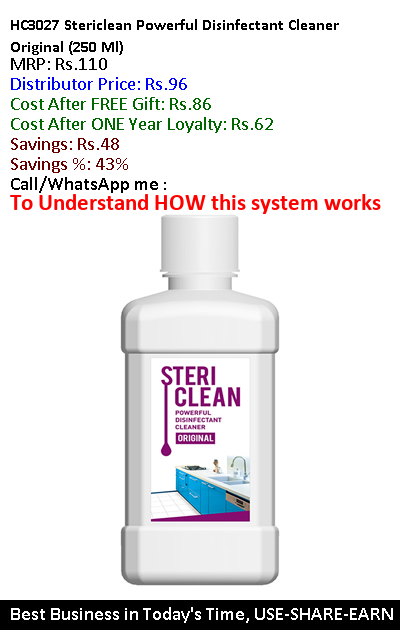 HC3027 Stericlean Powerful Disinfectant Cleaner
Original (250 Ml)
MRP: Rs.110
Distributor Price: Rs.96
Cost After FREE Gift: Rs.86
Cost After ONE Year Loyalty: Rs.62
Savings: Rs.48
Savings %: 43%
Call/WhatsApp me :
To Understand HOW this system works
STERI
CLEAN
POWERFUL
DISINFECTANT
CLEANER
ORIGINAL
Best Business in Today's Time, USE-SHARE-EARN